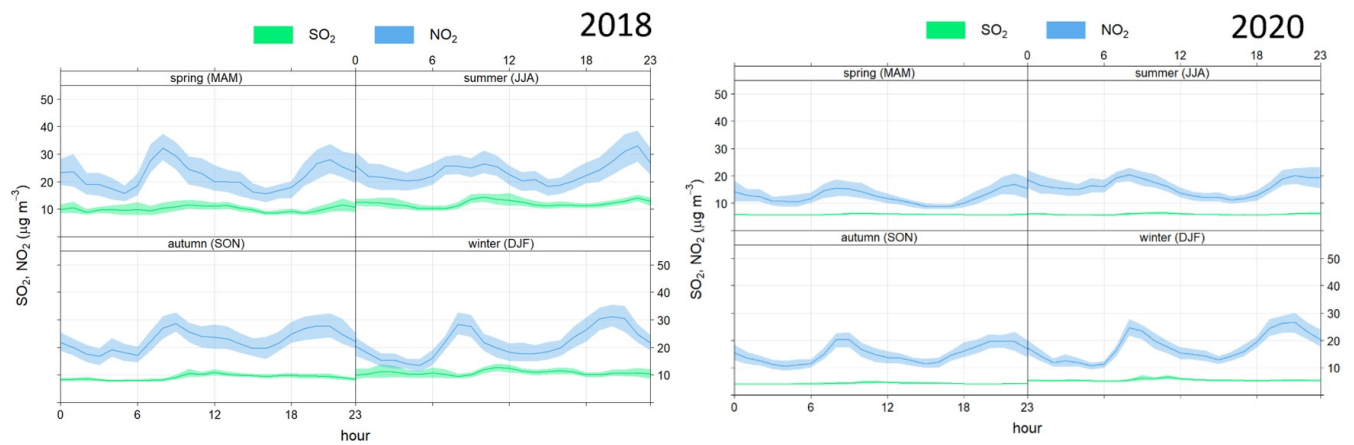 SO₂ NO₂ 2018
0 6 12 18 23
spring (MAM) summer (JJA)
50
40
30
20
10
autumn (SON) winter (DJF)
50
40
30
20
10
SO₂, NO₂ (μg m⁻³)
0 6 12 18 23
hour
SO₂ NO₂ 2020
0 6 12 18 23
spring (MAM) summer (JJA)
50
40
30
20
10
autumn (SON) winter (DJF)
50
40
30
20
10
SO₂, NO₂ (μg m⁻³)
0 6 12 18 23
hour